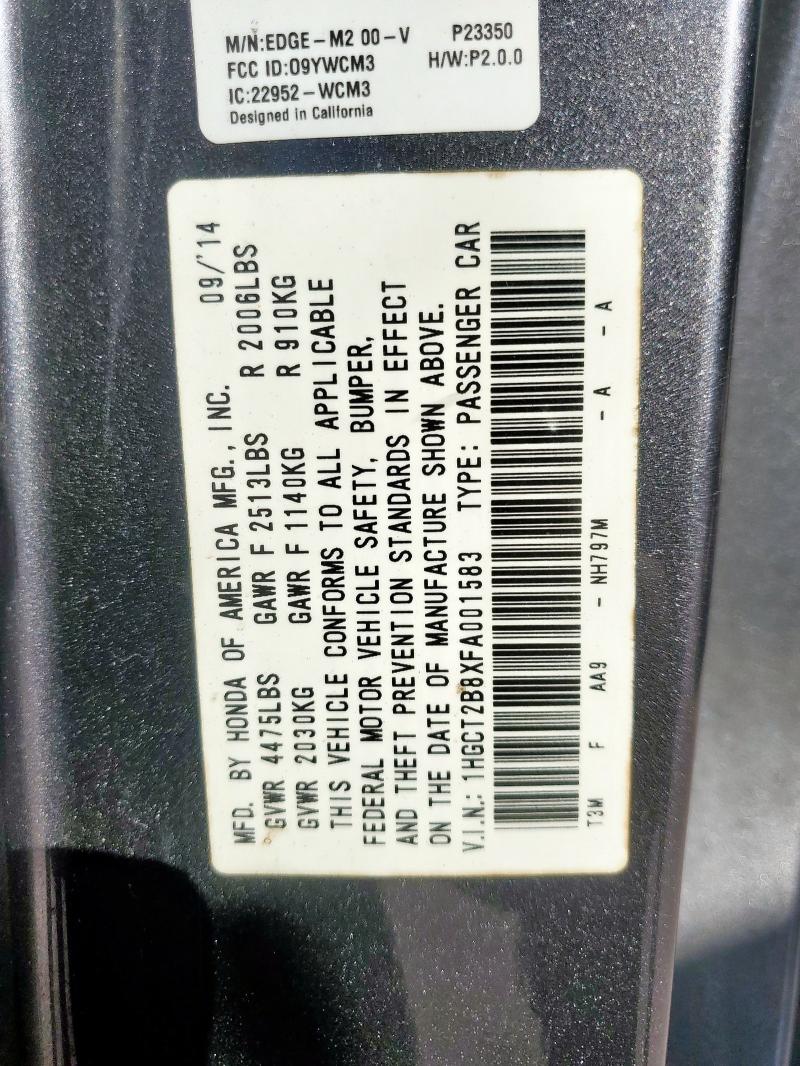 M/N:EDGE-M2 00-V P23350
FCC ID:O9YWCM3 H/W:P2.0.0
IC:22952-WCM3
Designed in California
MFD. BY HONDA OF AMERICA MFG., INC. 09/'14
GVWR 4475LBS GAWR F 2513LBS R 2006LBS
GVWR 2030KG GAWR F 1140KG R 910KG
THIS VEHICLE CONFORMS TO ALL APPLICABLE
FEDERAL MOTOR VEHICLE SAFETY, BUMPER,
AND THEFT PREVENTION STANDARDS IN EFFECT
ON THE DATE OF MANUFACTURE SHOWN ABOVE.
V.I.N.: 1HGCT2B8XFA001583 TYPE: PASSENGER CAR
T3M F AA9 - NH797M - A - A